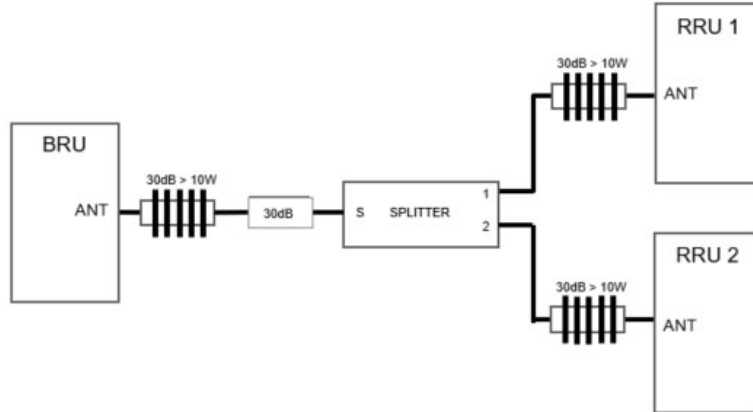 BRU
ANT
30dB > 10W
30dB
S
SPLITTER
1
2
30dB > 10W
RRU 1
ANT
30dB > 10W
RRU 2
ANT